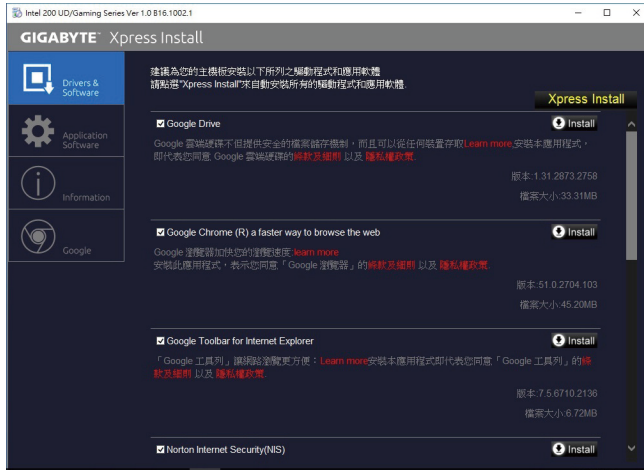 Intel 200 UD/Gaming Series Ver 1.0 B16.1002.1
GIGABYTE™ Xpress Install
Drivers & Software
Application Software
Information
Google
建議為您的主機板安裝以下所列之驅動程式和應用軟體
請點選"Xpress Install"來自動安裝所有的驅動程式和應用軟體.
Xpress Install
Google Drive
Install
Google 雲端硬碟不但提供安全的檔案儲存機制，而且可以從任何裝置存取Learn more.安裝本應用程式，
即代表您同意 Google 雲端硬碟的條款及細則 以及 隱私權政策.
版本:1.31.2873.2758
檔案大小:33.31MB
Google Chrome (R) a faster way to browse the web
Install
Google 瀏覽器加快您的瀏覽速度:learn more
安裝此應用程式，表示您同意「Google 瀏覽器」的條款及細則 以及 隱私權政策.
版本:51.0.2704.103
檔案大小:45.20MB
Google Toolbar for Internet Explorer
Install
「Google 工具列」讓網路瀏覽更方便：Learn more安裝本應用程式即代表您同意「Google 工具列」的條
款及細則 以及 隱私權政策.
版本:7.5.6710.2136
檔案大小:6.72MB
Norton Internet Security(NIS)
Install